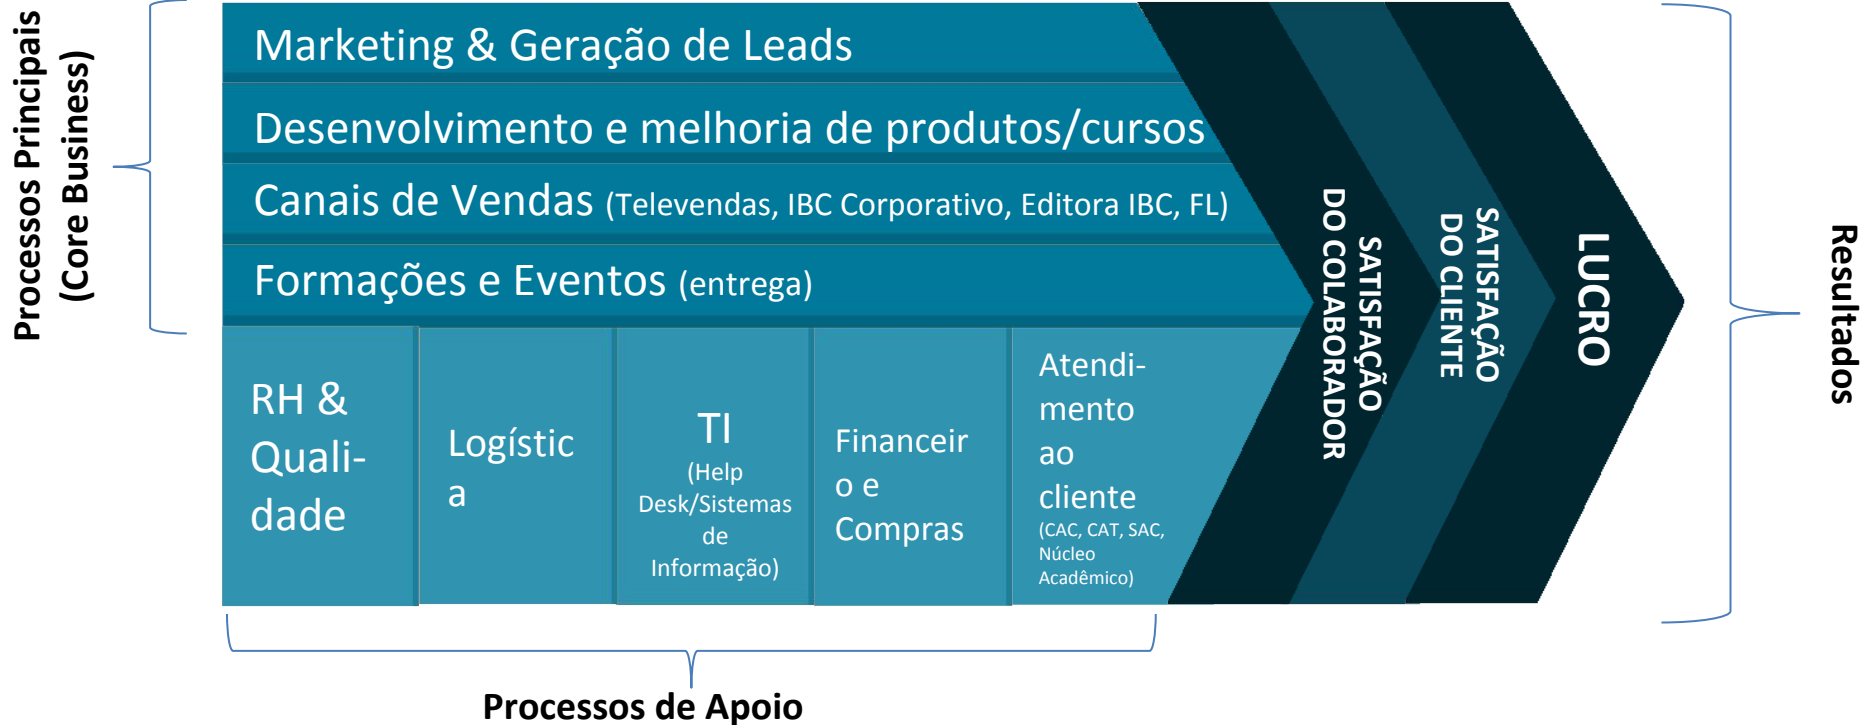 Processos Principais
(Core Business)
Marketing & Geração de Leads
Desenvolvimento e melhoria de produtos/cursos
Canais de Vendas (Televendas, IBC Corporativo, Editora IBC, FL)
Formações e Eventos (entrega)
RH &
Quali-
dade
Logístic
a
TI
(Help
Desk/Sistemas
de
Informação)
Financeir
o e
Compras
Atendi-
mento
ao
cliente
(CAC, CAT, SAC,
Núcleo
Acadêmico)
SATISFAÇÃO
DO COLABORADOR
SATISFAÇÃO
DO CLIENTE
LUCRO
Resultados
Processos de Apoio